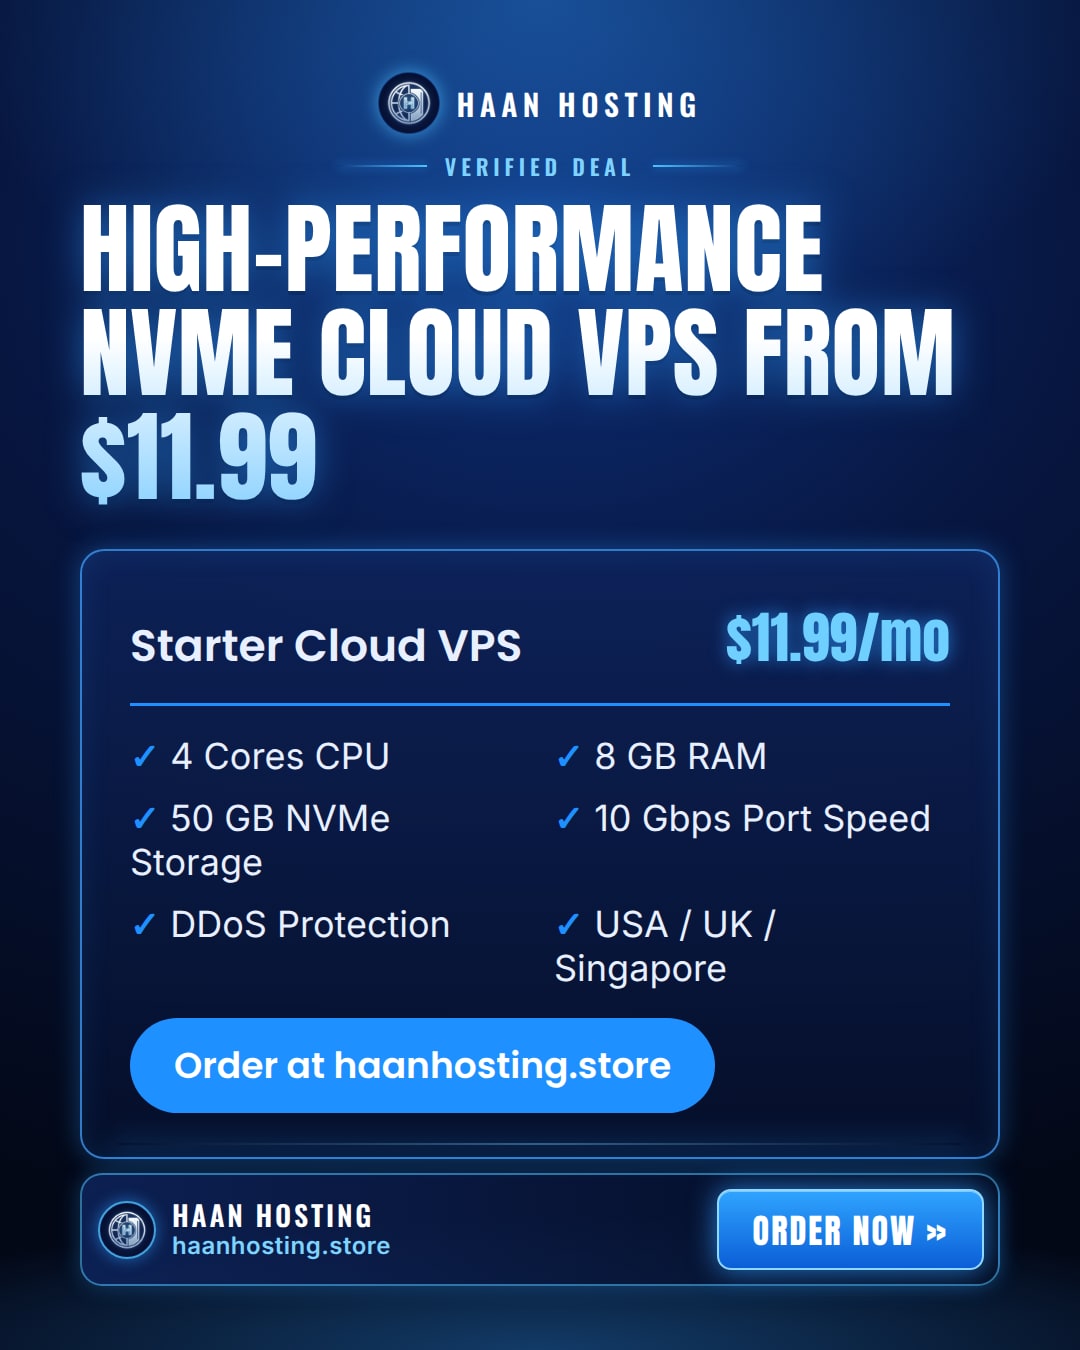 HAAN HOSTING
VERIFIED DEAL
HIGH-PERFORMANCE
NVME CLOUD VPS FROM
$11.99
Starter Cloud VPS
$11.99/mo
✓ 4 Cores CPU
✓ 8 GB RAM
✓ 50 GB NVMe
Storage
✓ 10 Gbps Port Speed
✓ DDoS Protection
✓ USA / UK /
Singapore
Order at haanhosting.store
HAAN HOSTING
haanhosting.store
ORDER NOW »